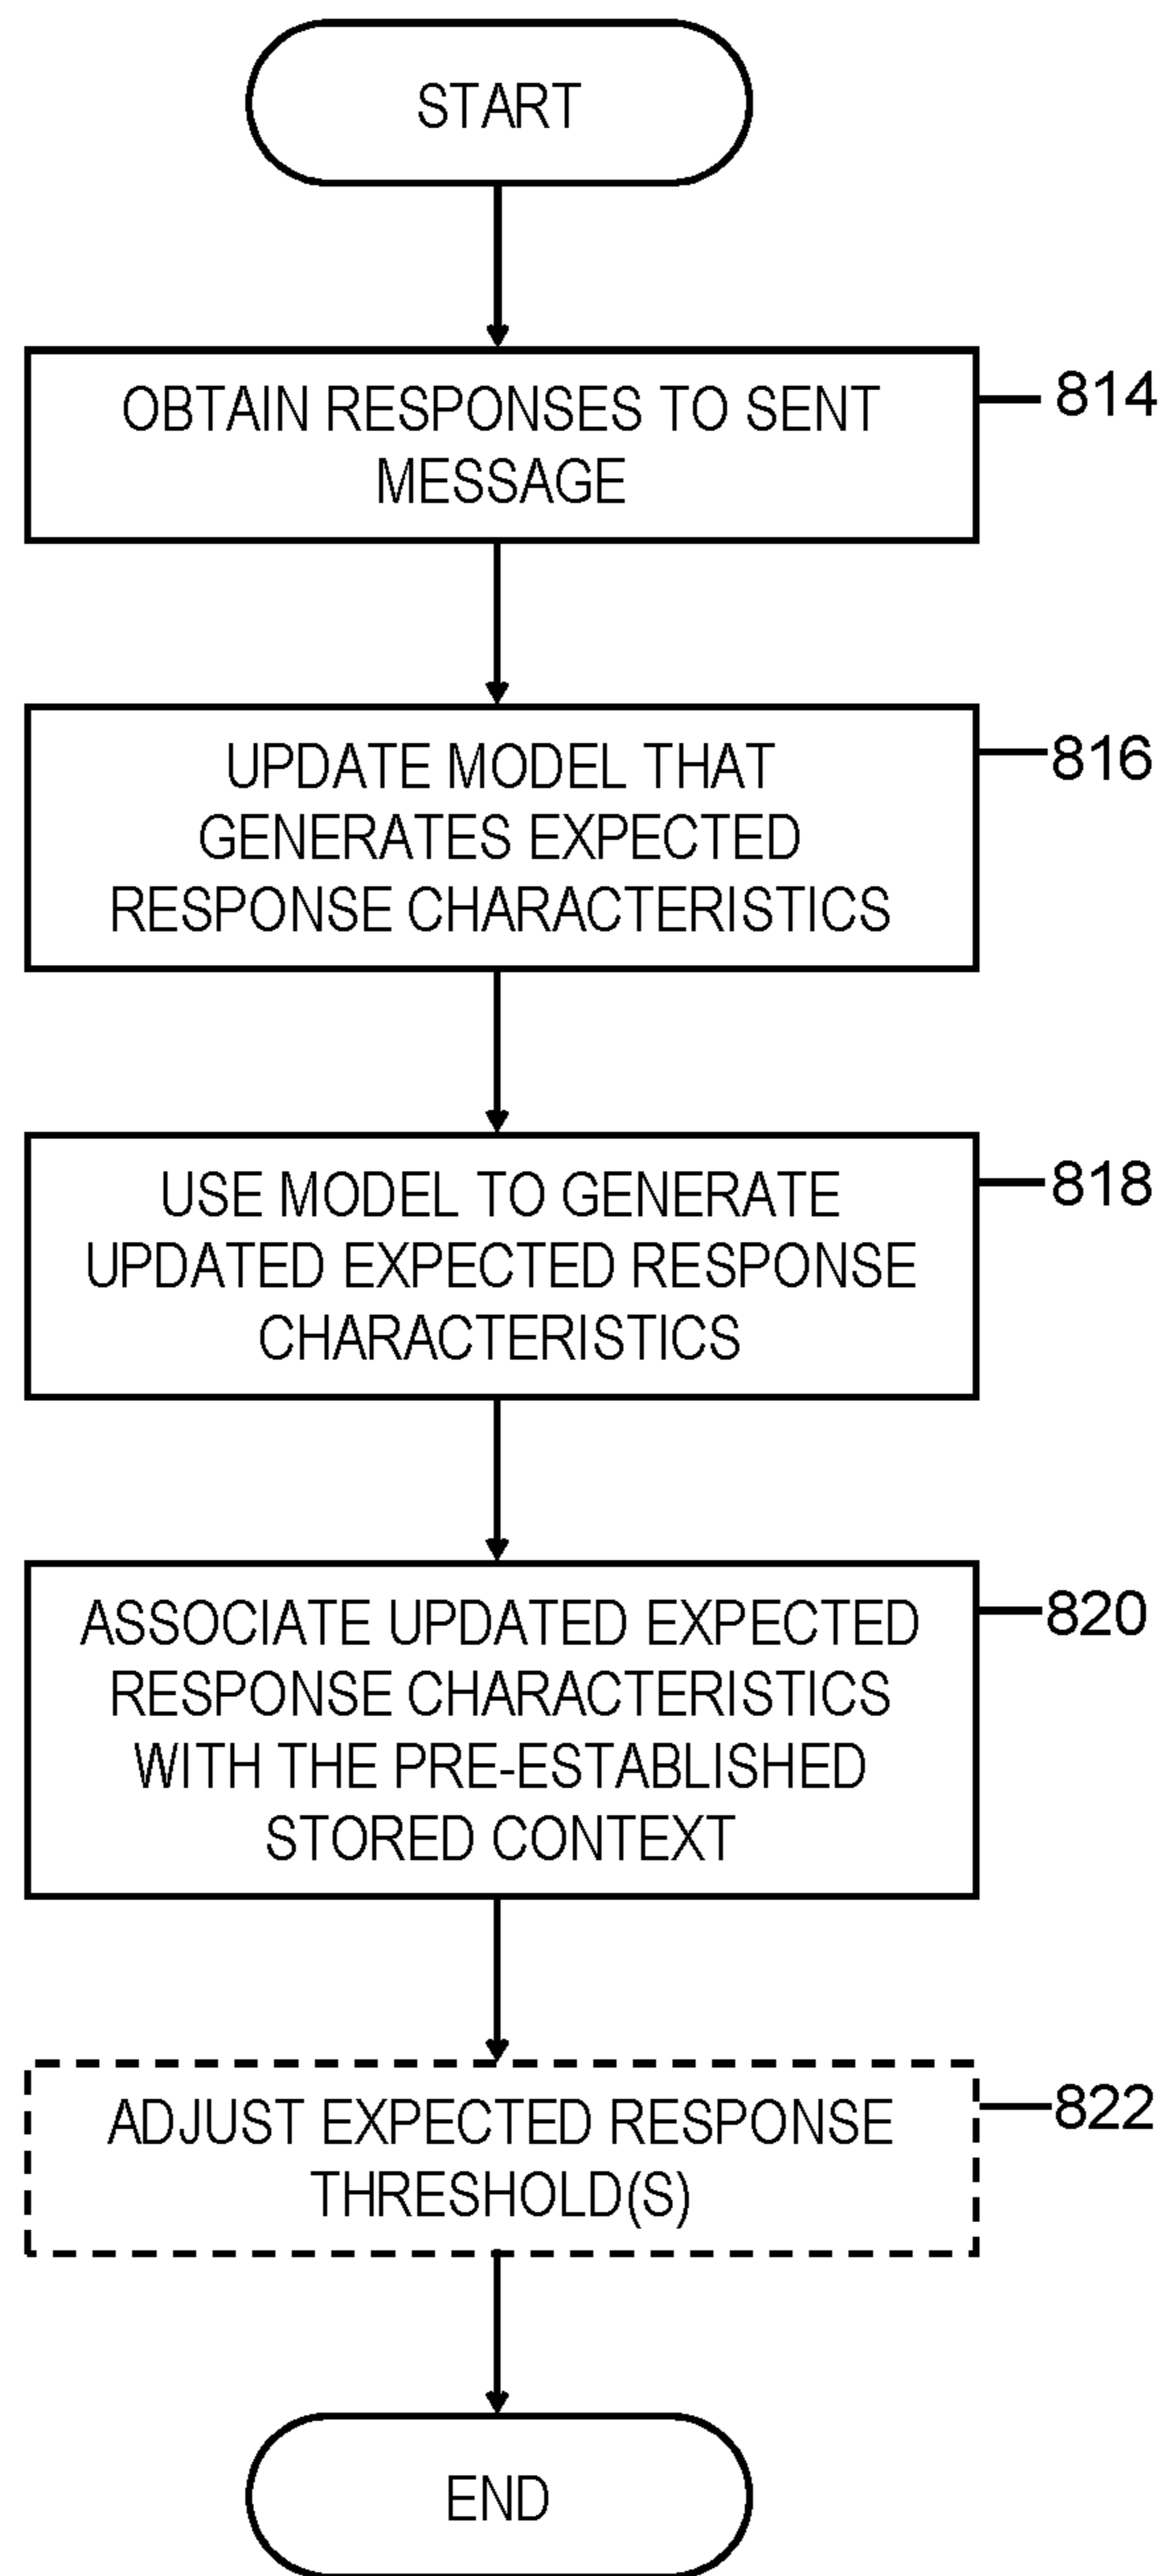 START
OBTAIN RESPONSES TO SENT
MESSAGE
814
UPDATE MODEL THAT
GENERATES EXPECTED
RESPONSE CHARACTERISTICS
816
USE MODEL TO GENERATE
UPDATED EXPECTED RESPONSE
CHARACTERISTICS
818
ASSOCIATE UPDATED EXPECTED
RESPONSE CHARACTERISTICS
WITH THE PRE-ESTABLISHED
STORED CONTEXT
820
ADJUST EXPECTED RESPONSE
THRESHOLD(S)
822
END